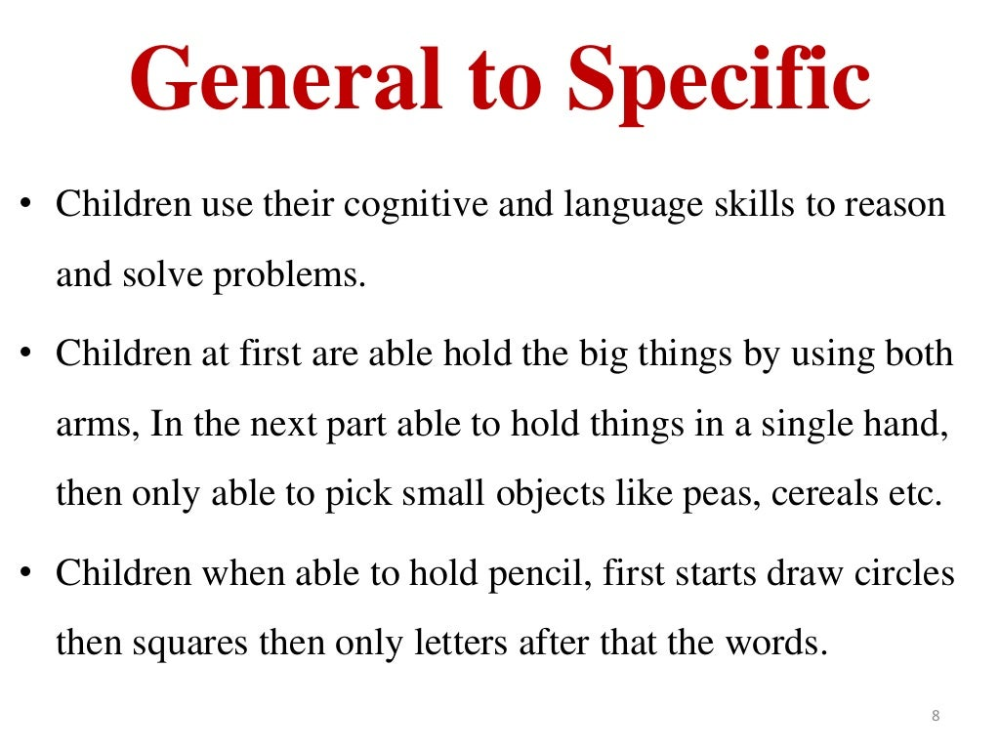 General to Specific
• Children use their cognitive and language skills to reason
and solve problems.
• Children at first are able hold the big things by using both
arms, In the next part able to hold things in a single hand,
then only able to pick small objects like peas, cereals etc.
• Children when able to hold pencil, first starts draw circles
then squares then only letters after that the words.
8